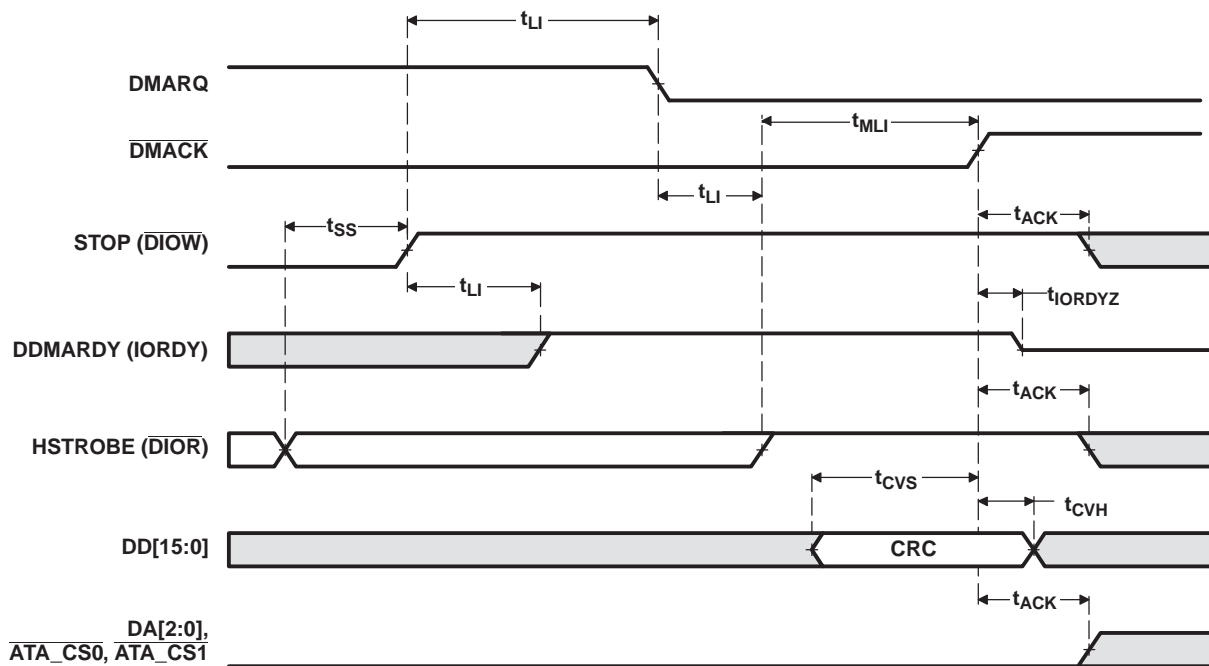 tLI
DMARQ
tMLI
DMACK
tLI
tSS
tACK
STOP (DIOW)
tLI
tIORDYZ
DDMARDY (IORDY)
tACK
HSTROBE (DIOR)
tCVS
tCVH
DD[15:0]
CRC
tACK
DA[2:0],
ATA_CS0, ATA_CS1